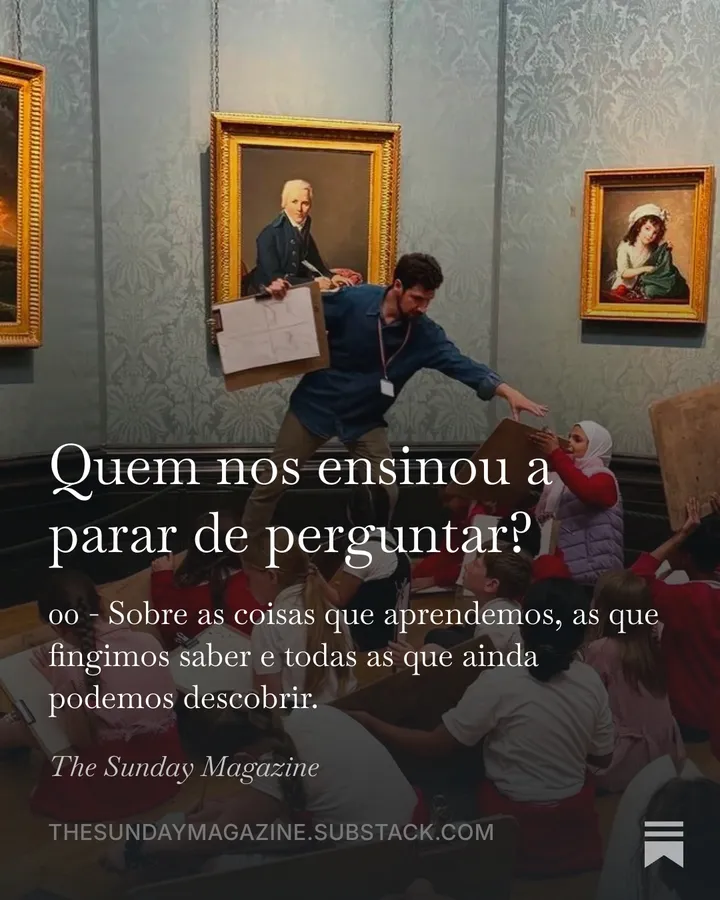 Quem nos ensinou a
parar de perguntar?
00 - Sobre as coisas que aprendemos, as que
fingimos saber e todas as que ainda
podemos descobrir.
The Sunday Magazine
THESUNDAYMAGAZINE.SUBSTACK.COM